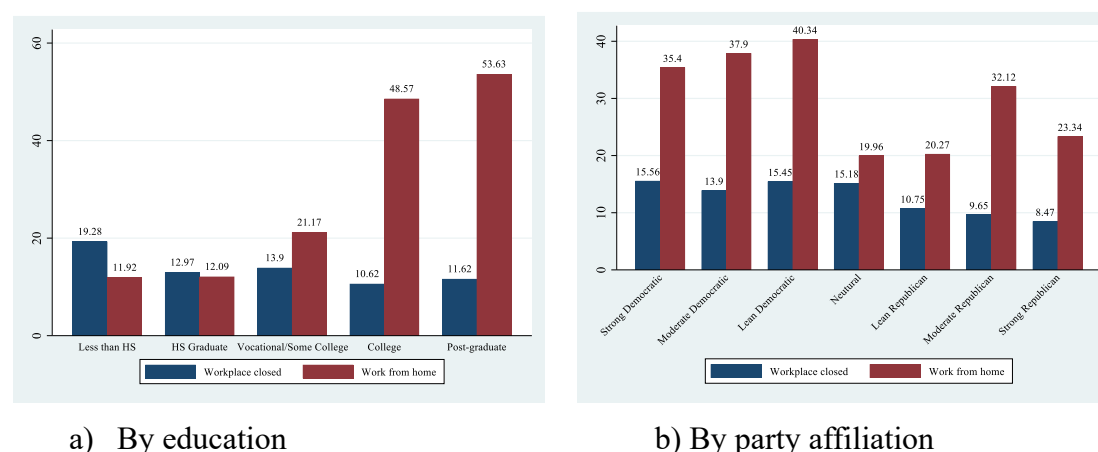 60
40
20
0
19.28
11.92
12.97
12.09
13.9
21.17
10.62
48.57
11.62
53.63
Less than HS
HS Graduate
Vocational/Some College
College
Post-graduate
Workplace closed
Work from home
a) By education
40
30
20
10
0
15.56
35.4
13.9
37.9
15.45
40.34
15.18
19.96
10.75
20.27
9.65
32.12
8.47
23.34
Strong Democratic
Moderate Democratic
Lean Democratic
Neutural
Lean Republican
Moderate Republican
Strong Republican
Workplace closed
Work from home
b) By party affiliation